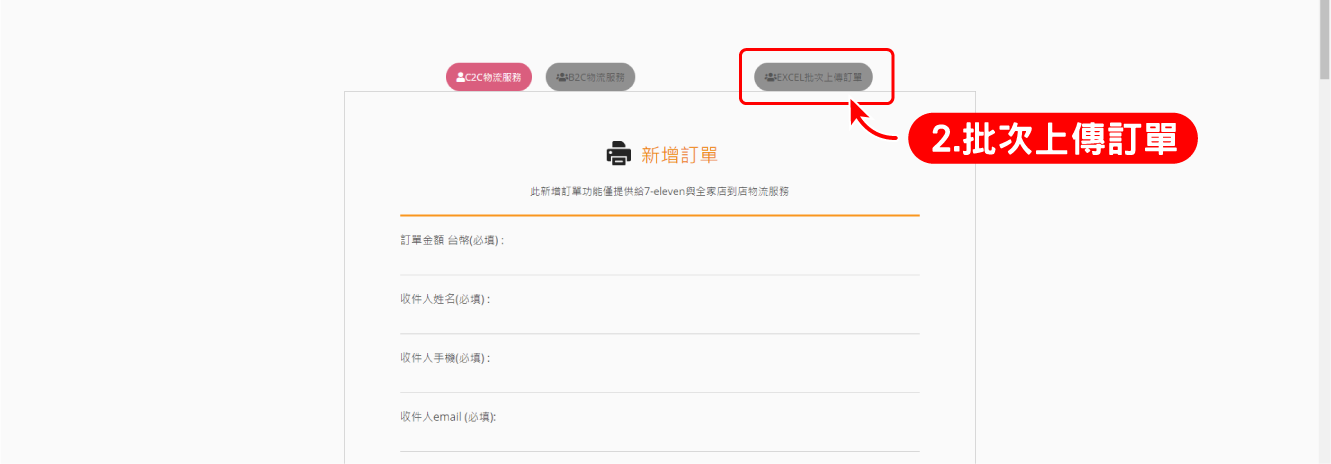 C2C物流服務
B2C物流服務
EXCEL批次上傳訂單
2.批次上傳訂單
新增訂單
此新增訂單功能僅提供給7-eleven與全家店到店物流服務
訂單金額 台幣(必填) :
收件人姓名(必填) :
收件人手機(必填) :
收件人email (必填):